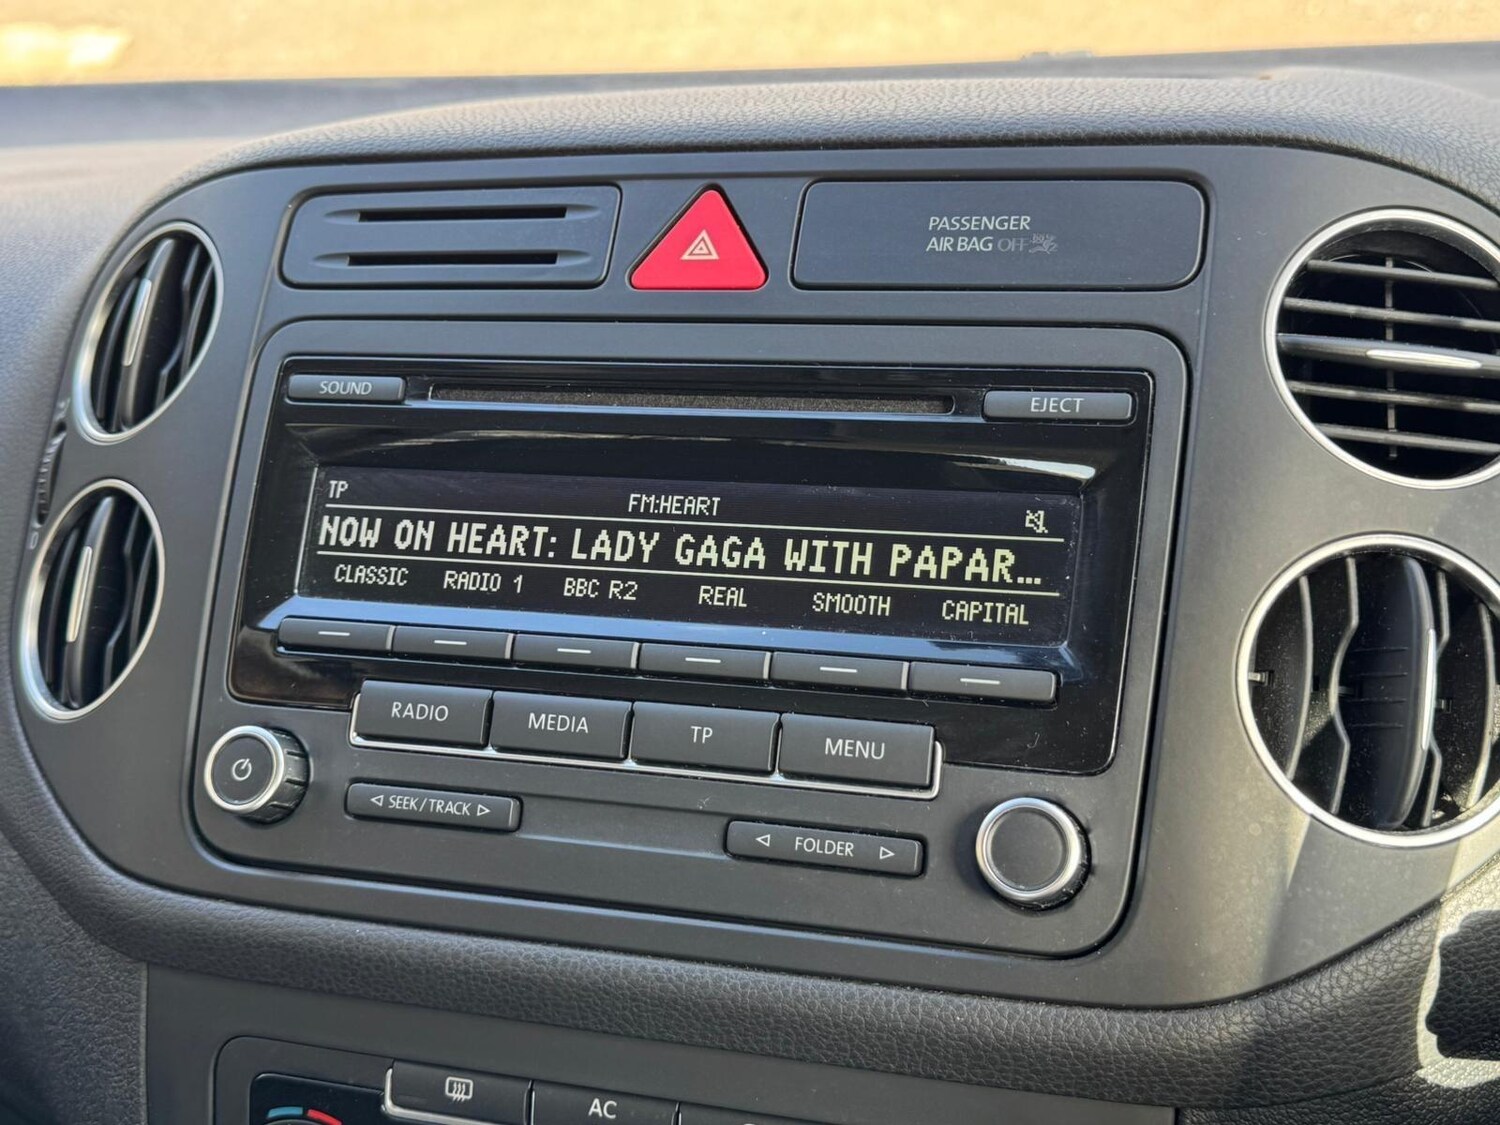 PASSENGER
AIR BAG OFF
SOUND
EJECT
TP
FM:HEART
NOW ON HEART: LADY GAGA WITH PAPAR...
CLASSIC RADIO 1 BBC R2 REAL SMOOTH CAPITAL
RADIO MEDIA TP MENU
SEEK/TRACK
FOLDER
AC